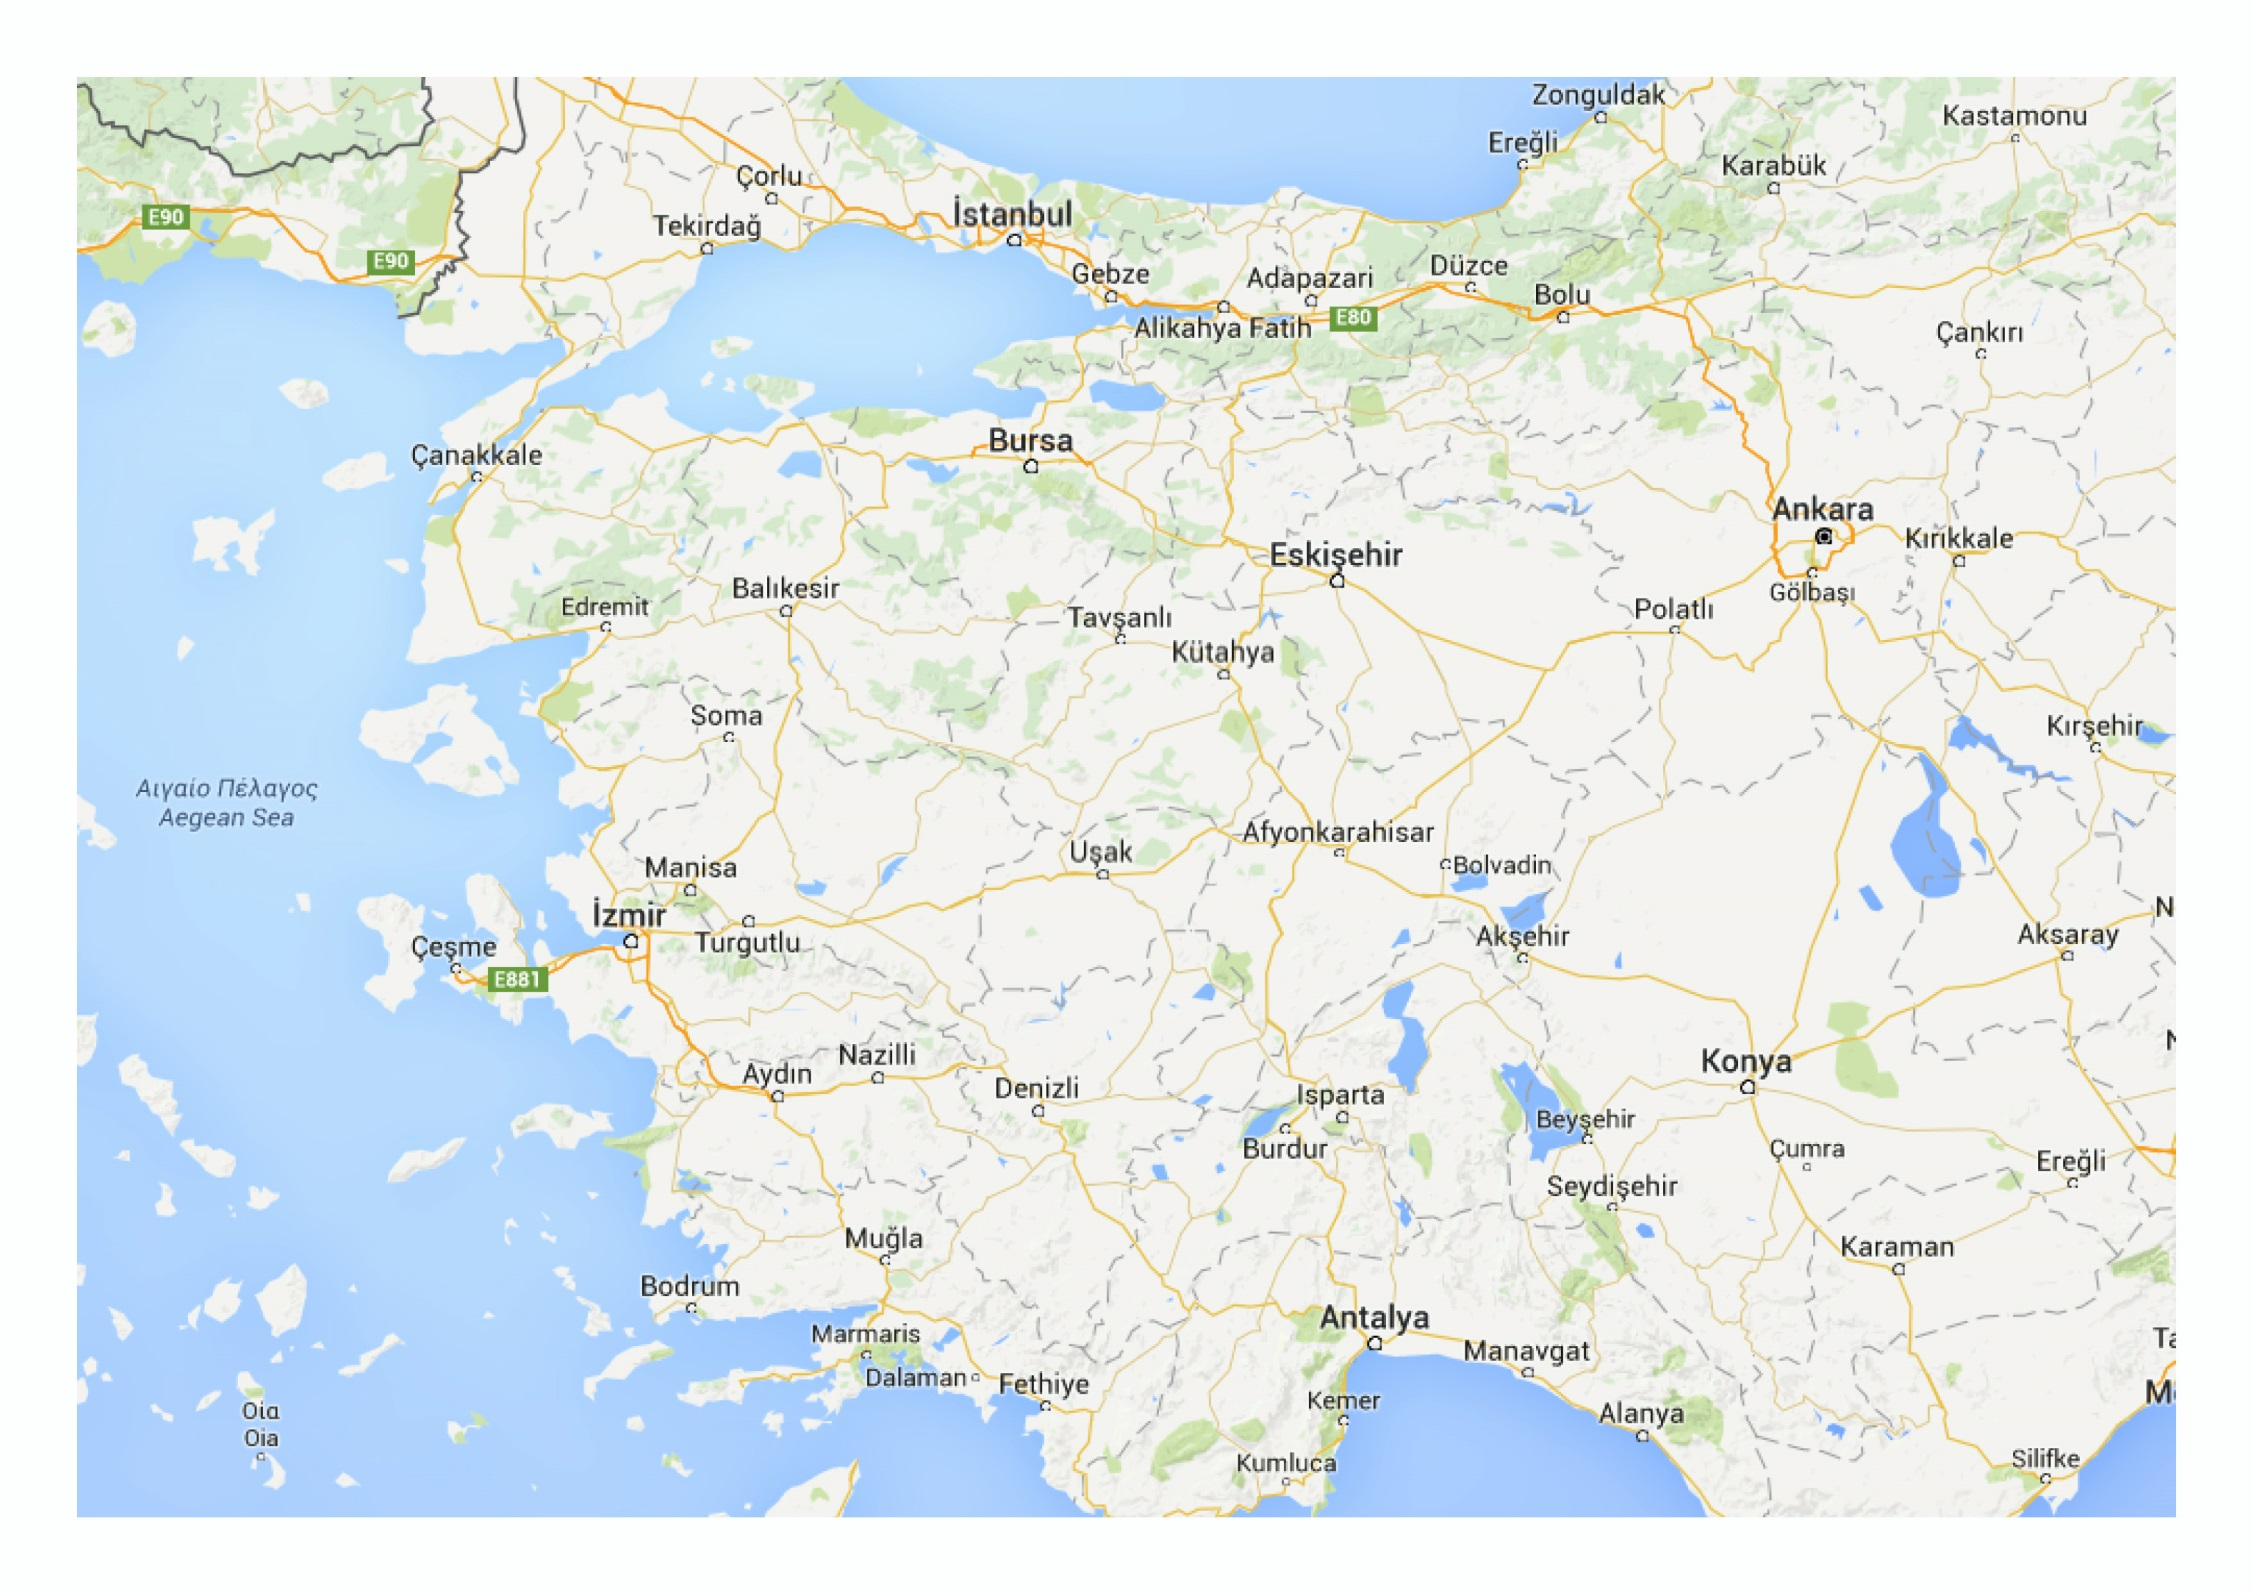 Zonguldak
Kastamonu
Ereğli
Karabük
Çorlu
E90
İstanbul
Tekirdağ
E90
Gebze
Adapazari
Düzce
Bolu
Alikahya Fatih
E80
Çankırı
Bursa
Çanakkale
Ankara
Kırıkkale
Eskişehir
Gölbaşı
Balıkesir
Edremit
Tavşanlı
Polatlı
Kütahya
Soma
Kırşehir
Αιγαίο Πέλαγος
Aegean Sea
Afyonkarahisar
Uşak
Manisa
Bolvadin
N
İzmir
Turgutlu
Çeşme
Akşehir
Aksaray
E881
Nazilli
Konya
Aydın
Denizli
Isparta
Beyşehir
Burdur
Çumra
Ereğli
Seydişehir
Muğla
Karaman
Bodrum
Antalya
Marmaris
Manavgat
Ta
Dalaman
Fethiye
Kemer
M
Οία
Oia
Alanya
Kumluca
Silifke